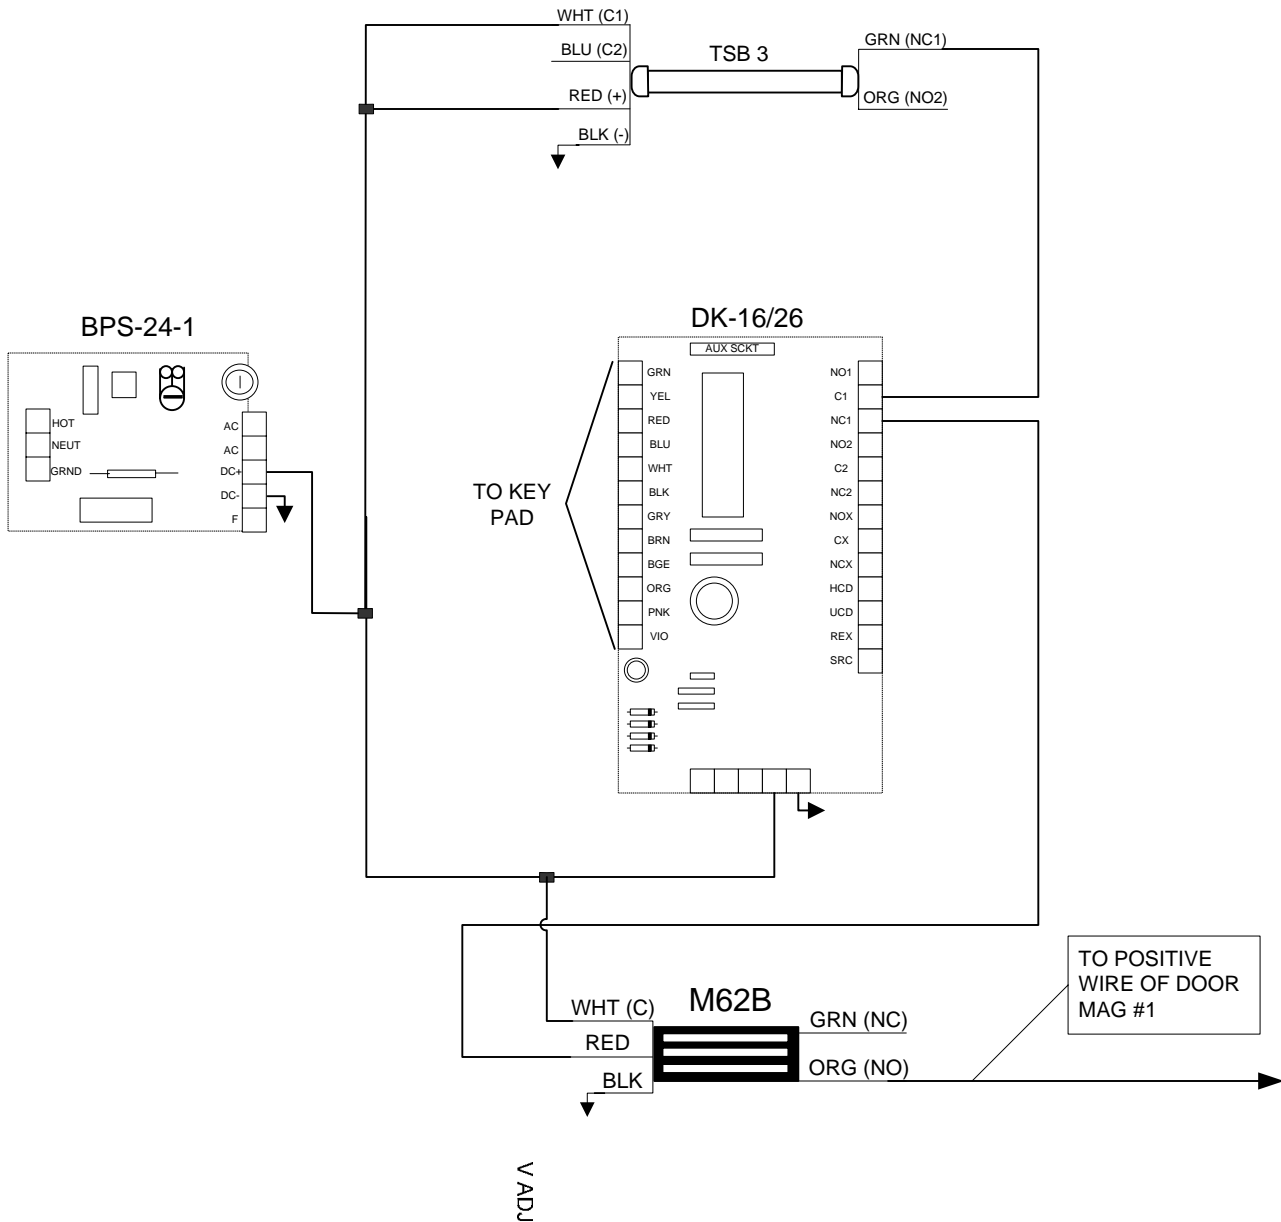 WHT (C1)
BLU (C2)
RED (+)
BLK (-)
TSB 3
GRN (NC1)
ORG (NO2)
BPS-24-1
HOT
NEUT
GRND
AC
AC
DC+
DC-
F
DK-16/26
AUX SCKT
TO KEY
PAD
GRN
YEL
RED
BLU
WHT
BLK
GRY
BRN
BGE
ORG
PNK
VIO
NO1
C1
NC1
NO2
C2
NC2
NOX
CX
NCX
HCD
UCD
REX
SRC
M62B
WHT (C)
RED
BLK
GRN (NC)
ORG (NO)
TO POSITIVE
WIRE OF DOOR
MAG #1
V ADJ